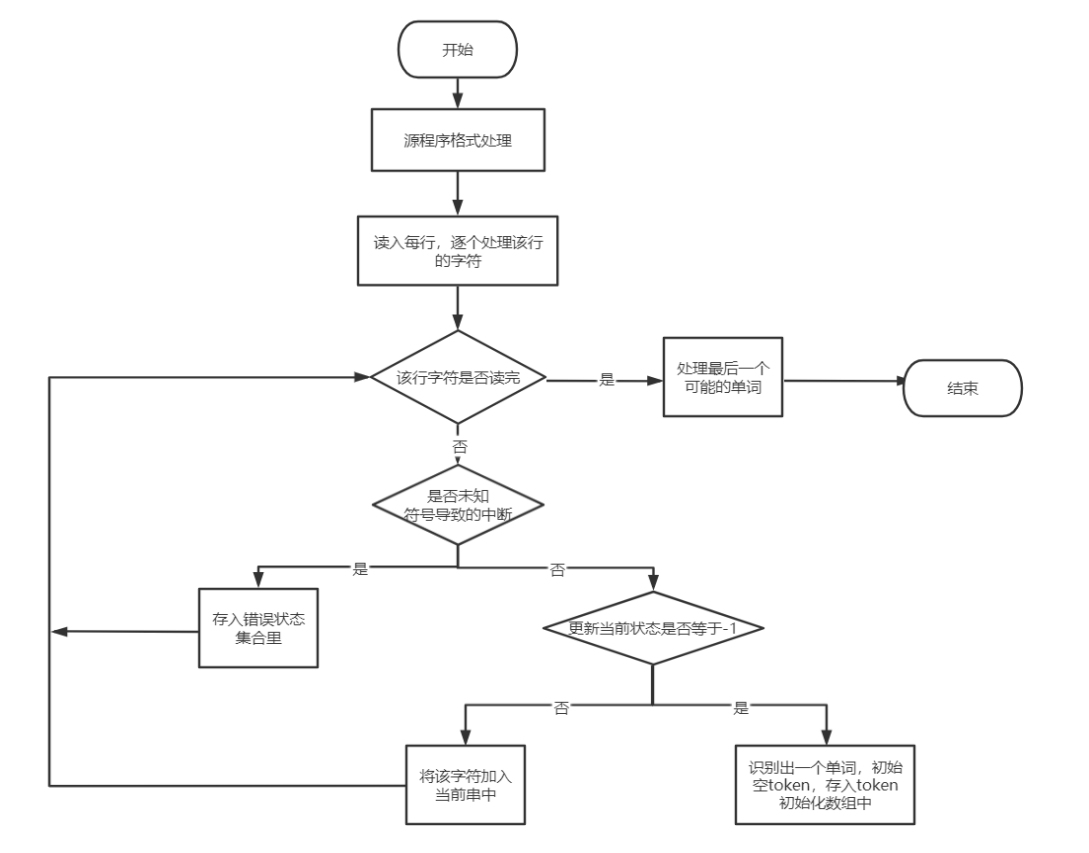 开始
源程序格式处理
读入每行，逐个处理该行
的字符
该行字符是否读完
是
处理最后一个
可能的单词
结束
否
是否未知
符号导致的中断
是
否
存入错误状态
集合里
更新当前状态是否等于-1
否
是
将该字符加入
当前串中
识别出一个单词，初始
空token，存入token
初始化数组中